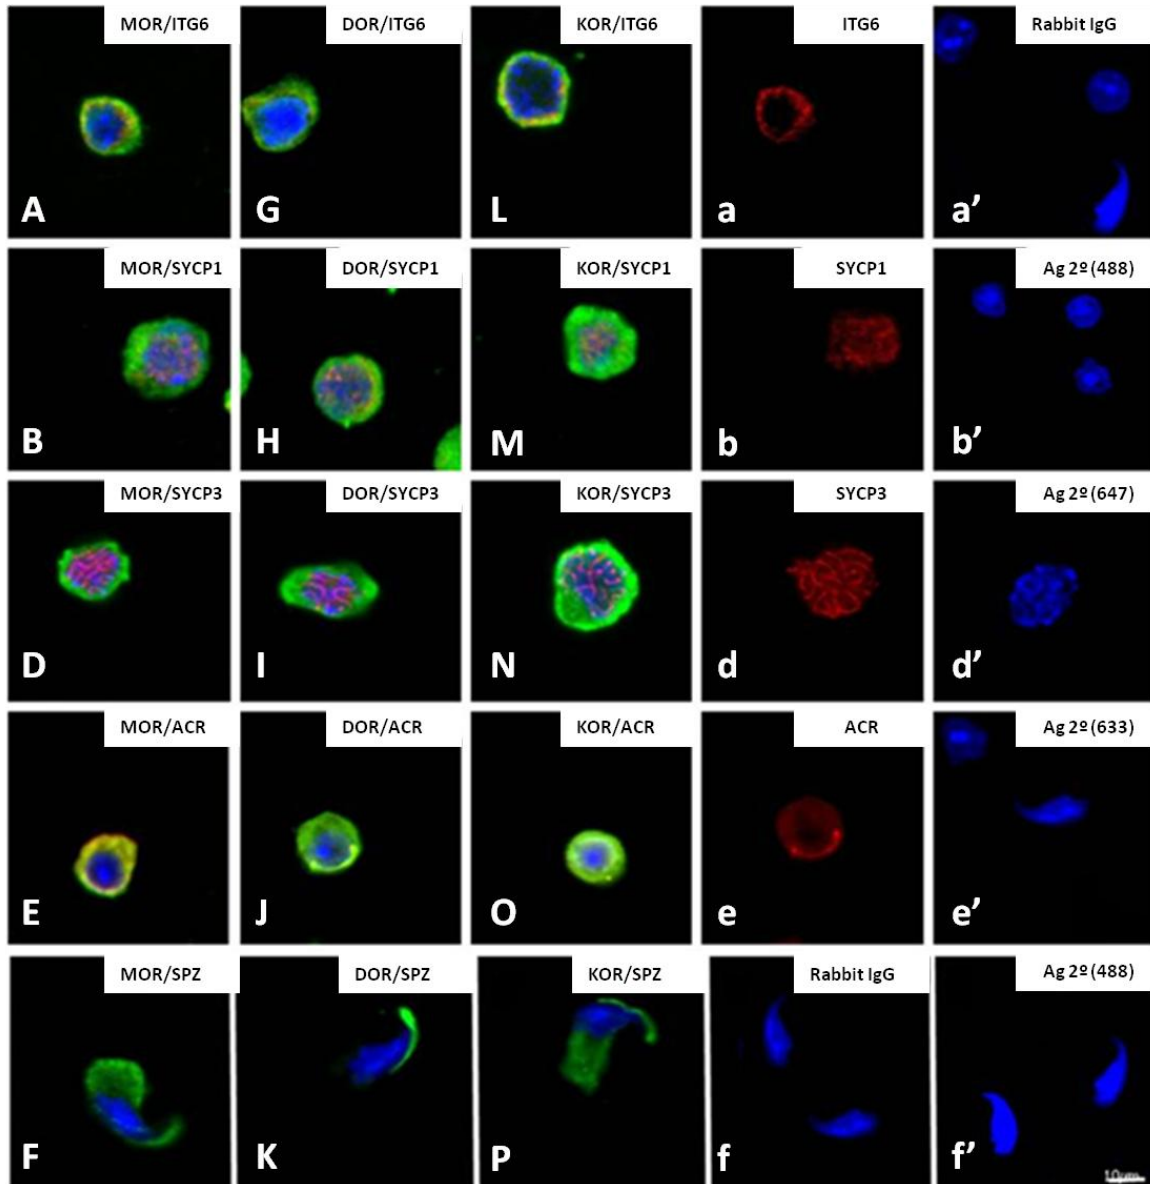 MOR/ITG6 DOR/ITG6 KOR/ITG6 ITG6 Rabbit IgG
A G L a a’
MOR/SYCP1 DOR/SYCP1 KOR/SYCP1 SYCP1 Ag 2º (488)
B H M b b’
MOR/SYCP3 DOR/SYCP3 KOR/SYCP3 SYCP3 Ag 2º (647)
D I N d d’
MOR/ACR DOR/ACR KOR/ACR ACR Ag 2º (633)
E J O e e’
MOR/SPZ DOR/SPZ KOR/SPZ Rabbit IgG Ag 2º (488)
F K P f f’
10µm